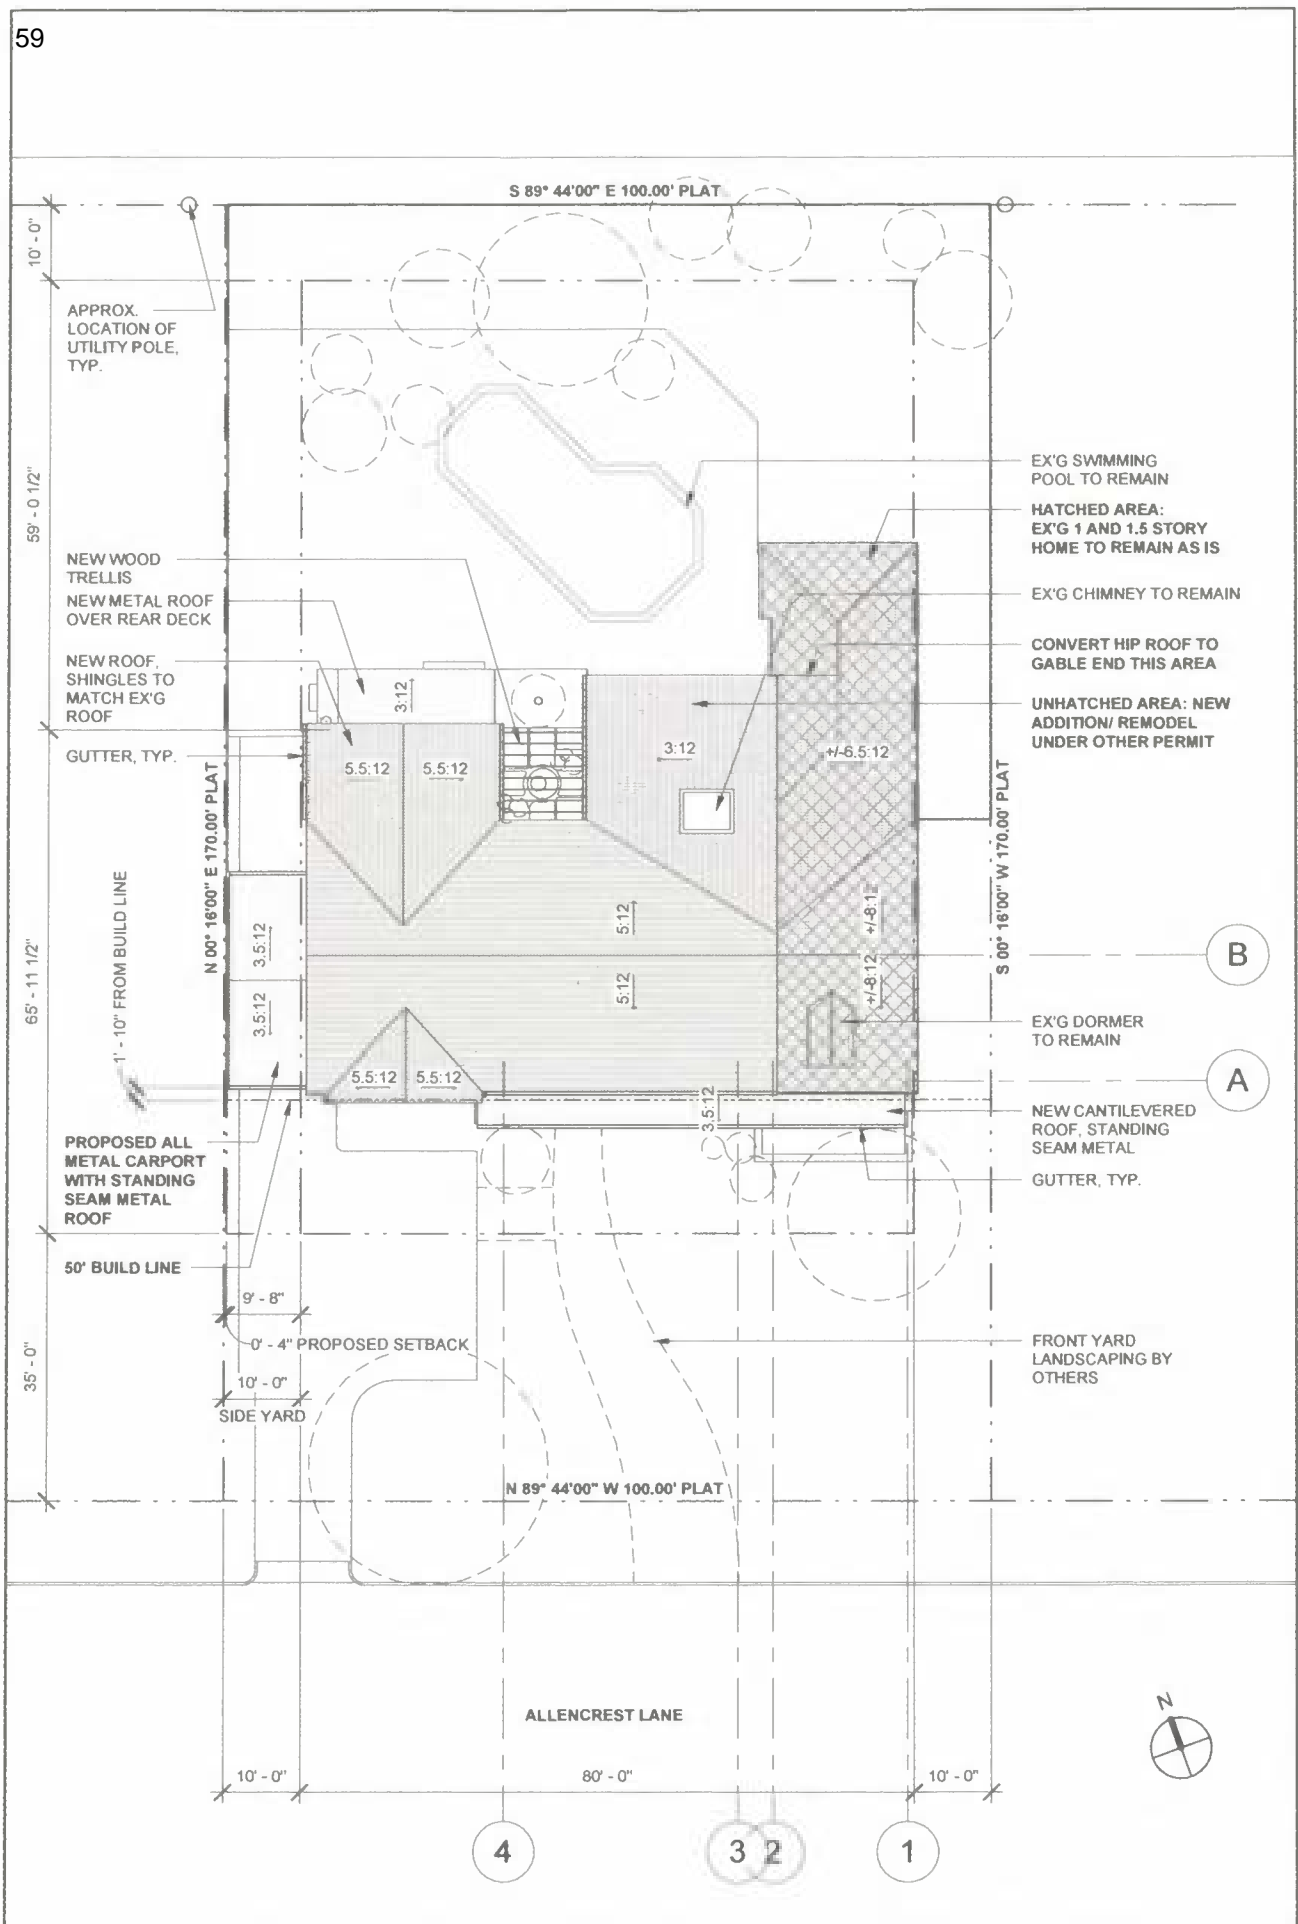 59
S 89° 44'00" E 100.00' PLAT
10' - 0"
APPROX.
LOCATION OF
UTILITY POLE,
TYP.
59' - 0 1/2"
EX'G SWIMMING
POOL TO REMAIN
HATCHED AREA:
EX'G 1 AND 1.5 STORY
HOME TO REMAIN AS IS
NEW WOOD
TRELLIS
NEW METAL ROOF
OVER REAR DECK
EX'G CHIMNEY TO REMAIN
CONVERT HIP ROOF TO
GABLE END THIS AREA
NEW ROOF,
SHINGLES TO
MATCH EX'G
ROOF
UNHATCHED AREA: NEW
ADDITION/ REMODEL
UNDER OTHER PERMIT
GUTTER, TYP.
3:12
5.5:12
5.5:12
3:12
+/-6.5:12
N 00° 16'00" E 170.00' PLAT
S 00° 16'00" W 170.00' PLAT
1' - 10" FROM BUILD LINE
65' - 11 1/2"
3.5:12
3.5:12
5:12
5:12
+/-8:12
+/-8:12
B
EX'G DORMER
TO REMAIN
5.5:12
5.5:12
3.5:12
A
NEW CANTILEVERED
ROOF, STANDING
SEAM METAL
GUTTER, TYP.
PROPOSED ALL
METAL CARPORT
WITH STANDING
SEAM METAL
ROOF
50' BUILD LINE
9' - 8"
0' - 4" PROPOSED SETBACK
35' - 0"
10' - 0"
SIDE YARD
FRONT YARD
LANDSCAPING BY
OTHERS
N 89° 44'00" W 100.00' PLAT
ALLENCREST LANE
N
10' - 0"
80' - 0"
10' - 0"
4
3
2
1